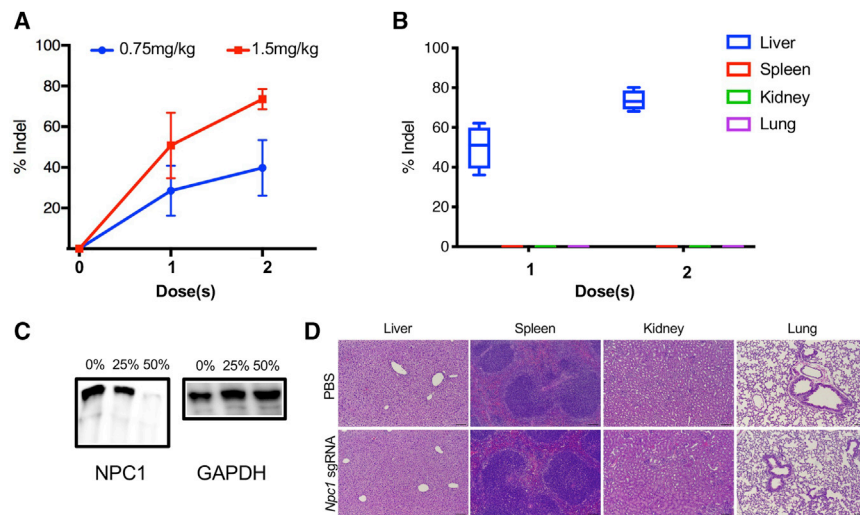 A
0.75mg/kg
1.5mg/kg
100
80
60
40
20
% Indel
0
1
2
Dose(s)
B
100
80
60
40
20
0
% Indel
1
2
Dose(s)
Liver
Spleen
Kidney
Lung
C
0% 25% 50%
0% 25% 50%
NPC1
GAPDH
D
Liver
Spleen
Kidney
Lung
PBS
Npc1 sgRNA